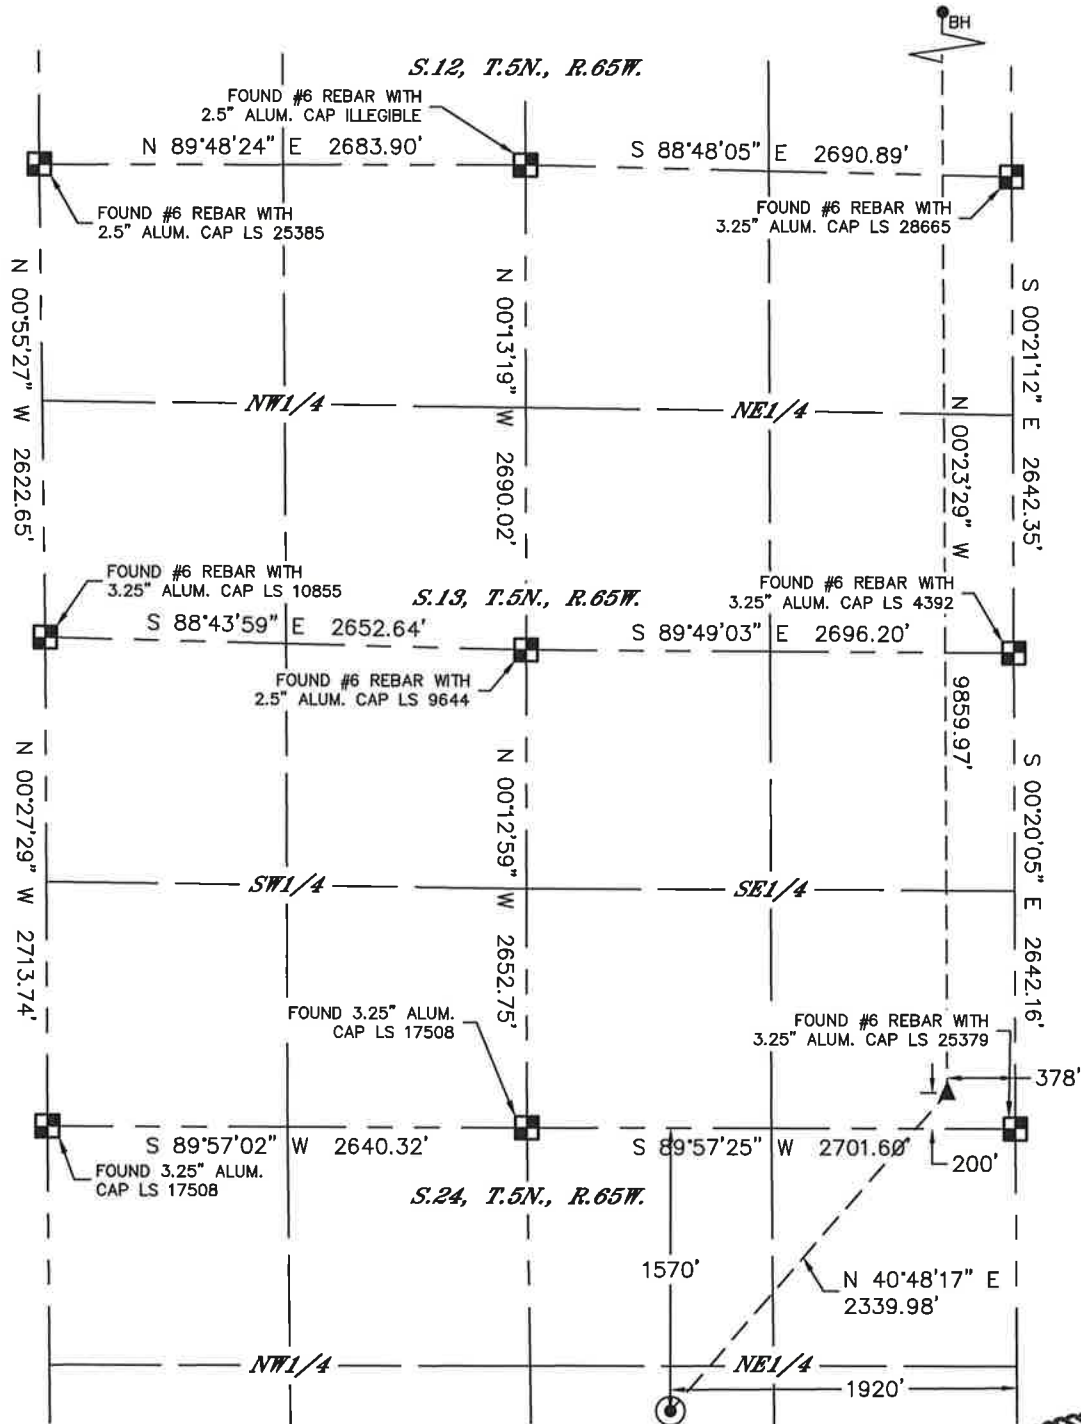 BH
S.12, T.5N., R.65W.
FOUND #6 REBAR WITH
2.5" ALUM. CAP ILLEGIBLE
N 89°48'24" E 2683.90'
S 88°48'05" E 2690.89'
FOUND #6 REBAR WITH
2.5" ALUM. CAP LS 25385
FOUND #6 REBAR WITH
3.25" ALUM. CAP LS 28665
N 00°55'27" W 2622.65'
N 00°13'19" W 2690.02'
S 00°21'12" E 2642.35'
N 00°23'29" W 9859.97'
NW1/4
NE1/4
FOUND #6 REBAR WITH
3.25" ALUM. CAP LS 10855
S.13, T.5N., R.65W.
FOUND #6 REBAR WITH
3.25" ALUM. CAP LS 4392
S 88°43'59" E 2652.64'
S 89°49'03" E 2696.20'
FOUND #6 REBAR WITH
2.5" ALUM. CAP LS 9644
N 00°27'29" W 2713.74'
N 00°12'59" W 2652.75'
S 00°20'05" E 2642.16'
SW1/4
SE1/4
FOUND 3.25" ALUM.
CAP LS 17508
FOUND #6 REBAR WITH
3.25" ALUM. CAP LS 25379
378'
S 89°57'02" W 2640.32'
S 89°57'25" W 2701.60'
200'
FOUND 3.25" ALUM.
CAP LS 17508
S.24, T.5N., R.65W.
1570'
N 40°48'17" E
2339.98'
NW1/4
NE1/4
1920'